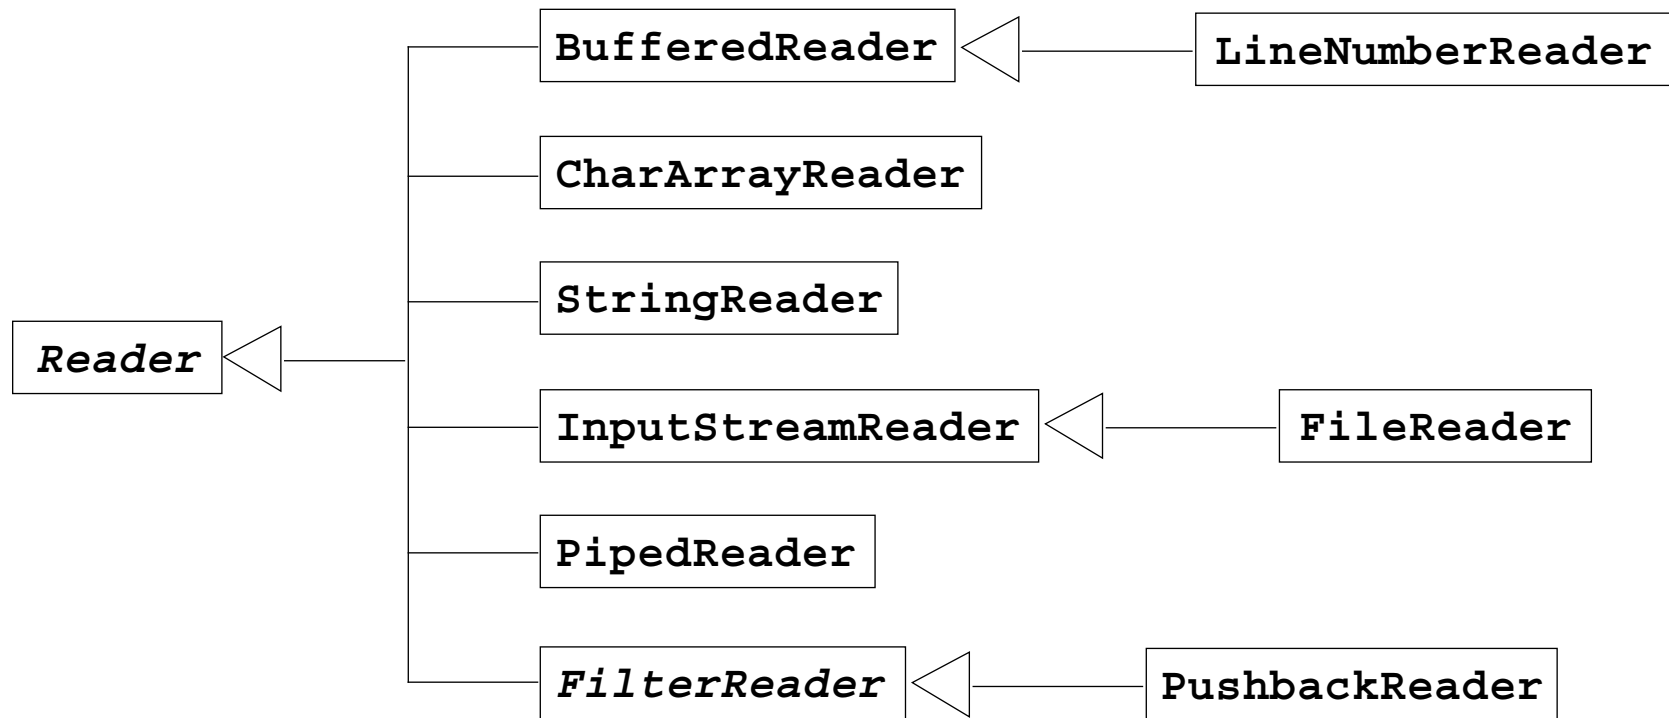 BufferedReader
LineNumberReader
CharArrayReader
StringReader
Reader
InputStreamReader
FileReader
PipedReader
FilterReader
PushbackReader